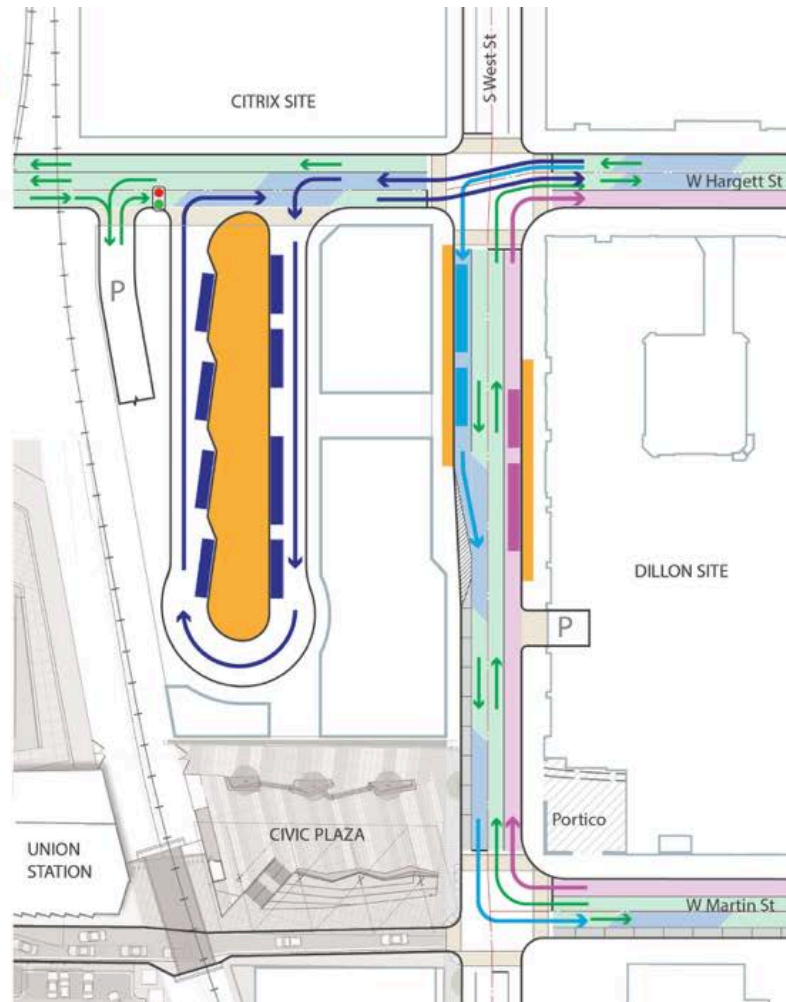 CITRIX SITE
S West St
W Hargett St
P
DILLON SITE
P
Portico
CIVIC PLAZA
UNION
STATION
W Martin St